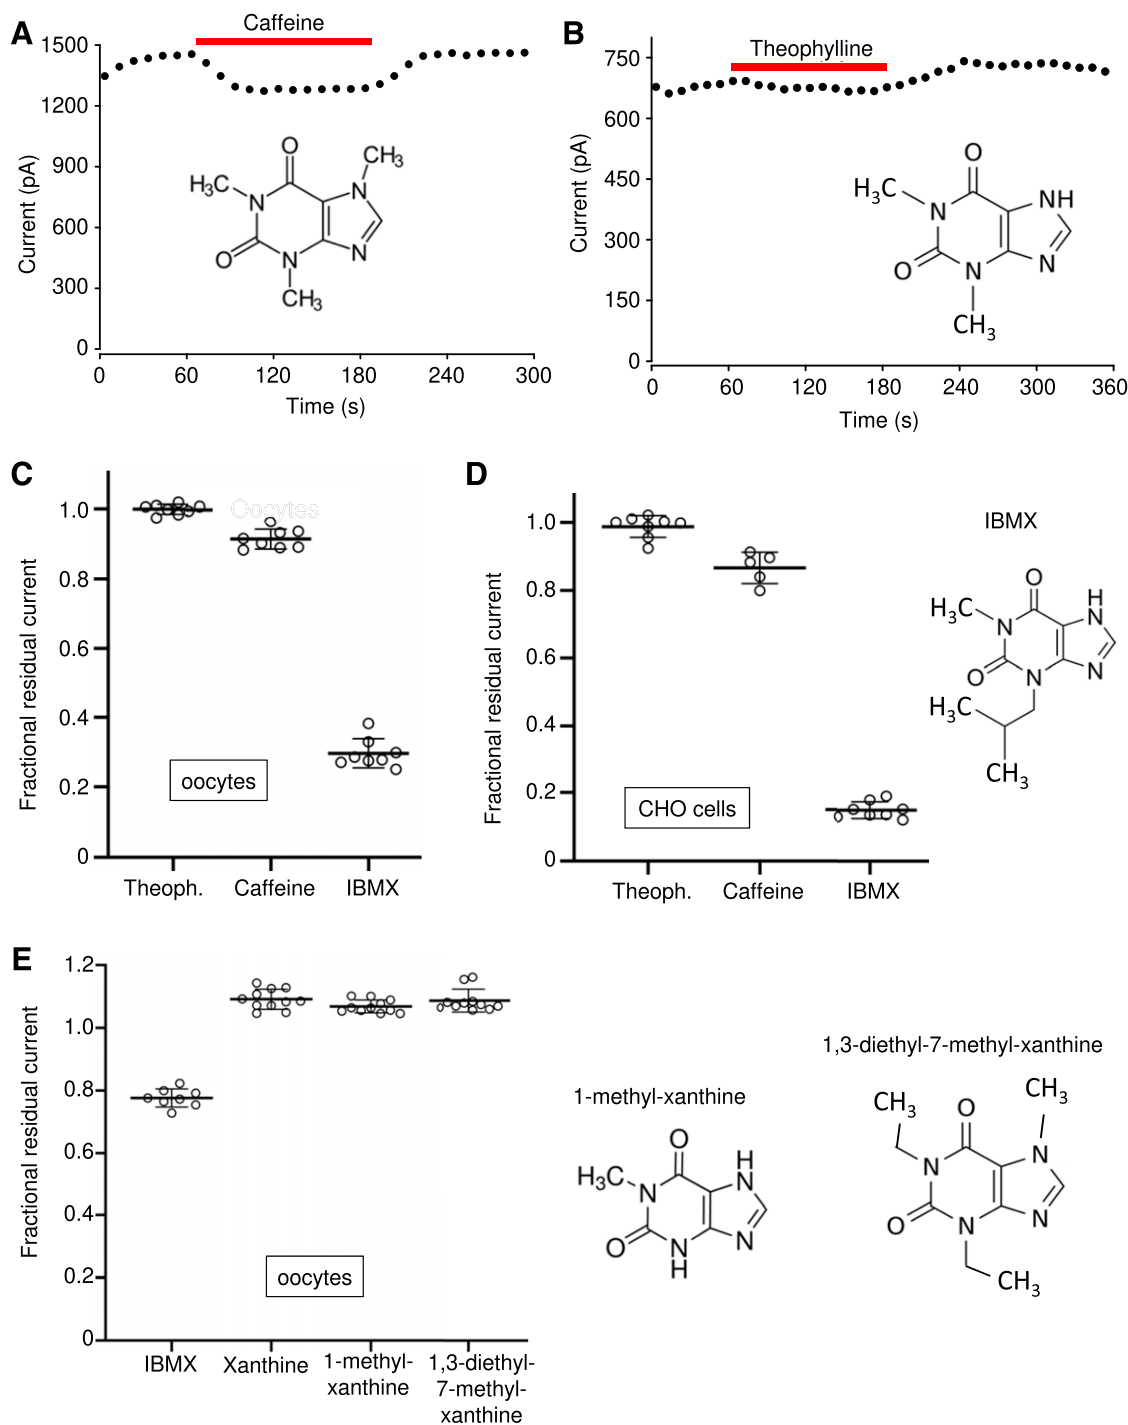 A
Caffeine
1500
1200
900
600
300
0
Current (pA)
0
60
120
180
240
300
Time (s)
O
CH₃
H₃C
N
N
O
N
N
CH₃
B
Theophylline
750
600
450
300
150
0
Current (pA)
0
60
120
180
240
300
360
Time (s)
O
H₃C
NH
N
O
N
N
CH₃
C
Oocytes
1.0
0.8
0.6
0.4
0.2
0
Fractional residual current
oocytes
Theoph.
Caffeine
IBMX
D
1.0
0.8
0.6
0.4
0.2
0
Fractional residual current
CHO cells
Theoph.
Caffeine
IBMX
IBMX
O
H
H₃C
N
N
O
N
N
H₃C
CH₃
E
1.2
1.0
0.8
0.6
0.4
0.2
0
Fractional residual current
oocytes
IBMX
Xanthine
1-methyl-
xanthine
1,3-diethyl-
7-methyl-
xanthine
1-methyl-xanthine
O
H
H₃C
N
N
O
N
N
H
1,3-diethyl-7-methyl-xanthine
CH₃
O
CH₃
N
N
O
N
N
CH₃